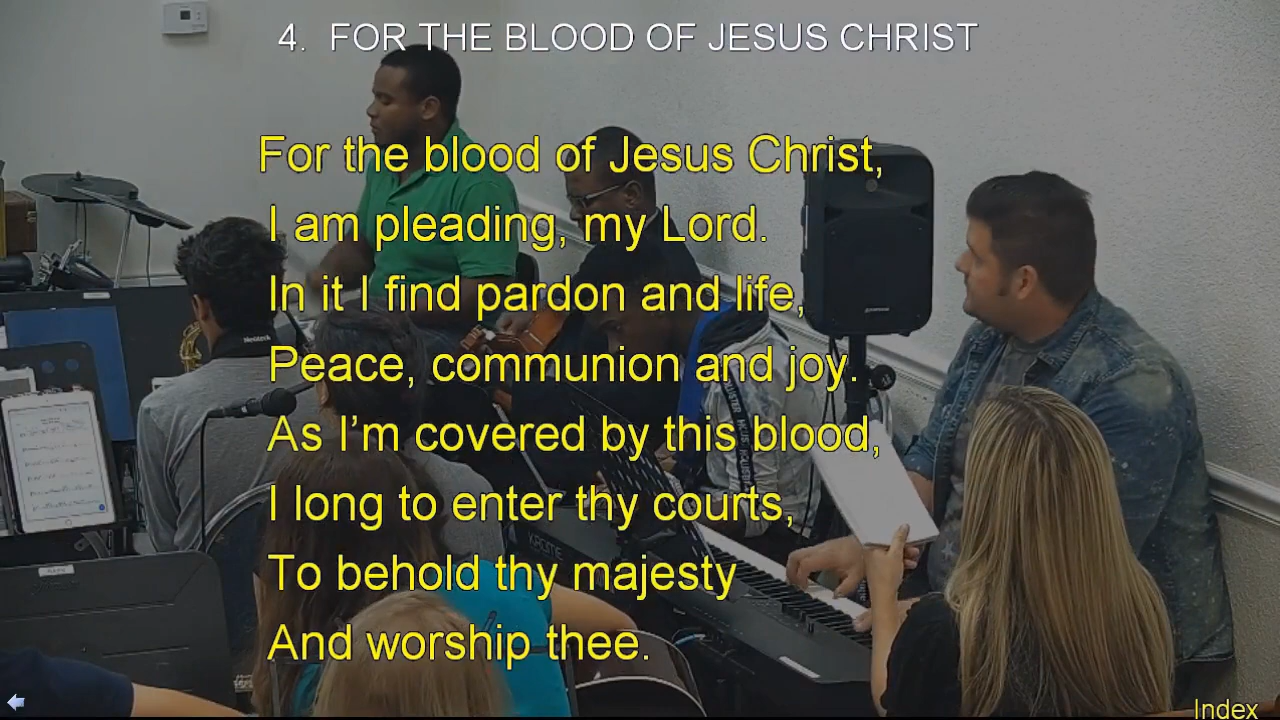 4. FOR THE BLOOD OF JESUS CHRIST
For the blood of Jesus Christ,
I am pleading, my Lord.
In it I find pardon and life,
Peace, communion and joy.
As I’m covered by this blood,
I long to enter thy courts,
To behold thy majesty
And worship thee.
Index
Neotech
KROME